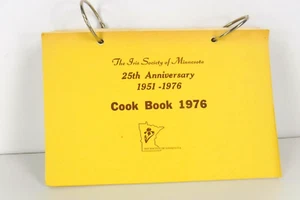 The Iris Society of Minnesota
25th Anniversary
1951-1976
Cook Book 1976